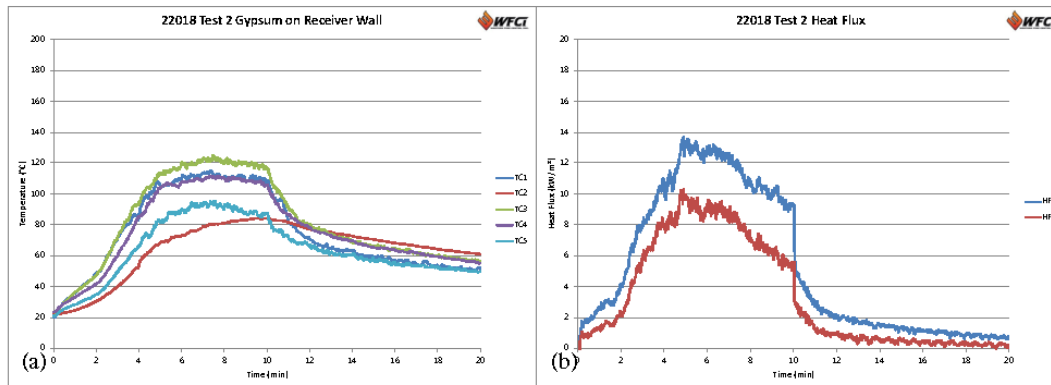 22018 Test 2 Gypsum on Receiver Wall
WFCi
200
180
160
140
120
100
80
60
40
20
0
Temperature (°C)
0 2 4 6 8 10 12 14 16 18 20
Time (min)
TC1
TC2
TC3
TC4
TC5
(a)
22018 Test 2 Heat Flux
WFC
20
18
16
14
12
10
8
6
4
2
0
Heat Flux (kW/m²)
0 2 4 6 8 10 12 14 16 18 20
Time (min)
HF
HF
(b)